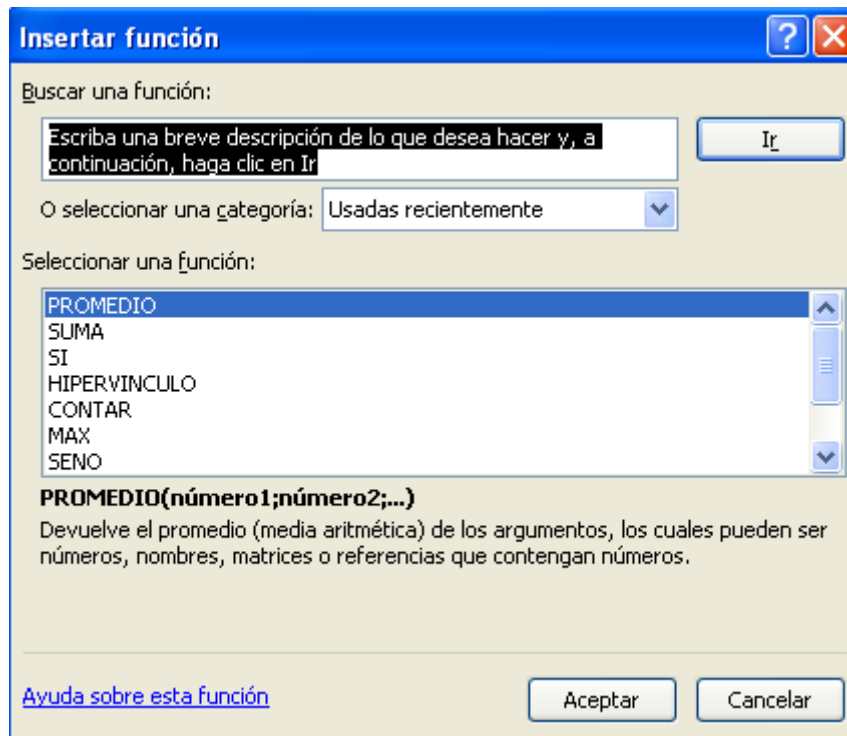 Insertar función
?
Buscar una función:
Escriba una breve descripción de lo que desea hacer y, a
continuación, haga clic en Ir
Ir
O seleccionar una categoría: Usadas recientemente
Seleccionar una función:
PROMEDIO
SUMA
SI
HIPERVINCULO
CONTAR
MAX
SENO
PROMEDIO(número1;número2;...)
Devuelve el promedio (media aritmética) de los argumentos, los cuales pueden ser
números, nombres, matrices o referencias que contengan números.
Ayuda sobre esta función
Aceptar
Cancelar